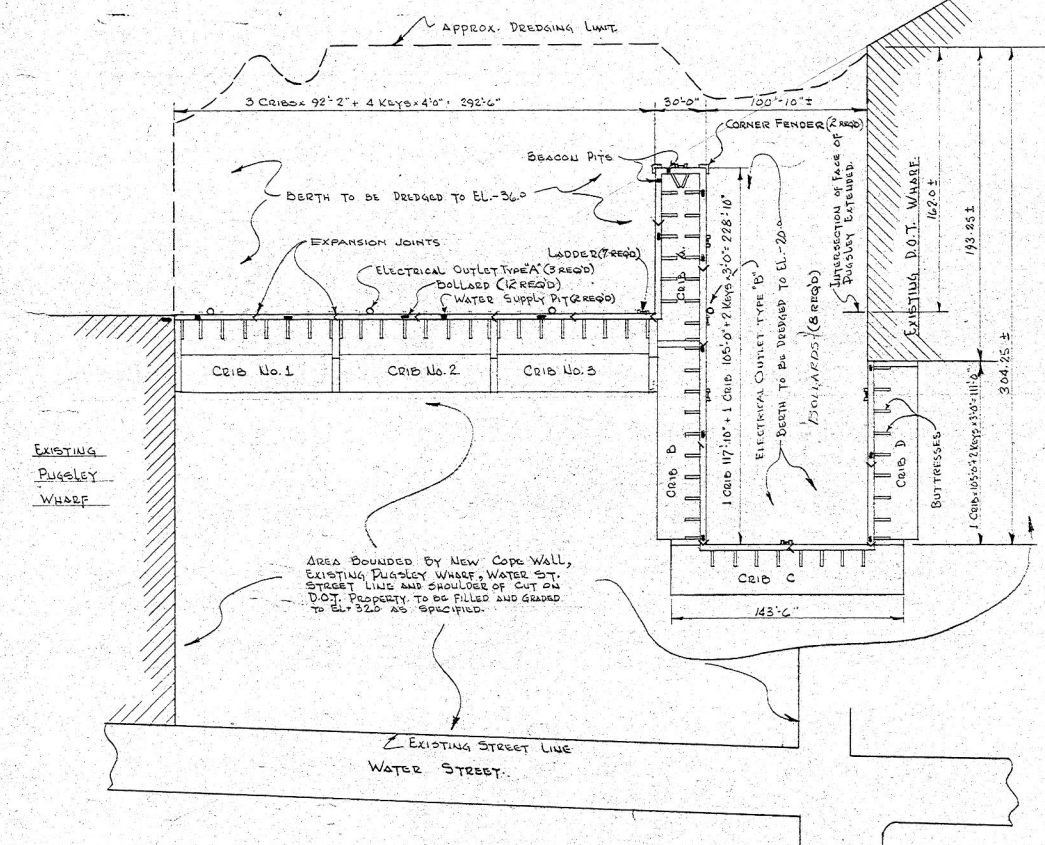 APPROX. DREDGING LIMIT.
3 CRIBS x 92'-2" + 4 KEYS x 4'0" = 292'-6"
30'-0"
100'-10" ±
CORNER FENDER (2 REQ'D)
BEACON PITS
BERTH TO BE DREDGED TO EL.-36.0
EXPANSION JOINTS
LADDER (7 REQ'D)
ELECTRICAL OUTLET TYPE "A" (3 REQ'D)
BOLLARD (12 REQ'D)
WATER SUPPLY PIT (2 REQ'D)
CRIB No. 1
CRIB No. 2
CRIB No. 3
CRIB A
CRIB B
1 CRIB 117'-10" + 1 CRIB 105'-0" + 2 KEYS x 3'-0" = 228'-10"
ELECTRICAL OUTLET TYPE "B"
BERTH TO BE DREDGED TO EL.-20.0
BOLLARDS (8 REQ'D)
INTERSECTION OF FACE OF
PUGSLEY EXTENDED.
EXISTING D.O.T. WHARF.
162.0 ±
193.25 ±
304.25 ±
CRIB D
BUTTRESSES
1 CRIB x 105'-0" + 2 KEYS x 3'-0" = 111'-0"
CRIB C
143'-6"
EXISTING
PUGSLEY
WHARF
AREA BOUNDED BY NEW COPE WALL,
EXISTING PUGSLEY WHARF, WATER ST.
STREET LINE AND SHOULDER OF CUT ON
D.O.T. PROPERTY. TO BE FILLED AND GRADED
TO EL+32.0 AS SPECIFIED.
EXISTING STREET LINE
WATER STREET.